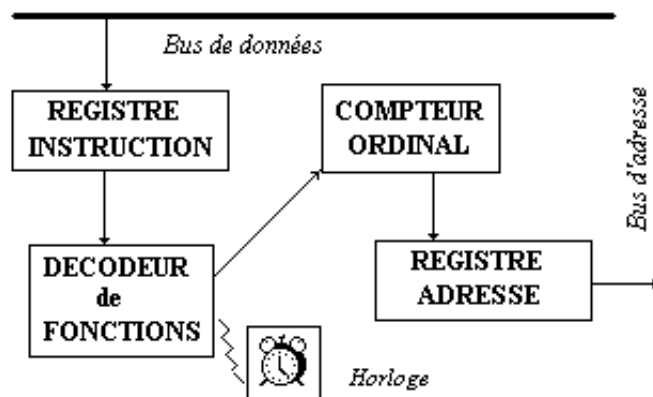 Bus de données
REGISTRE
INSTRUCTION
COMPTEUR
ORDINAL
Bus d'adresse
DECODEUR
de
FONCTIONS
REGISTRE
ADRESSE
Horloge